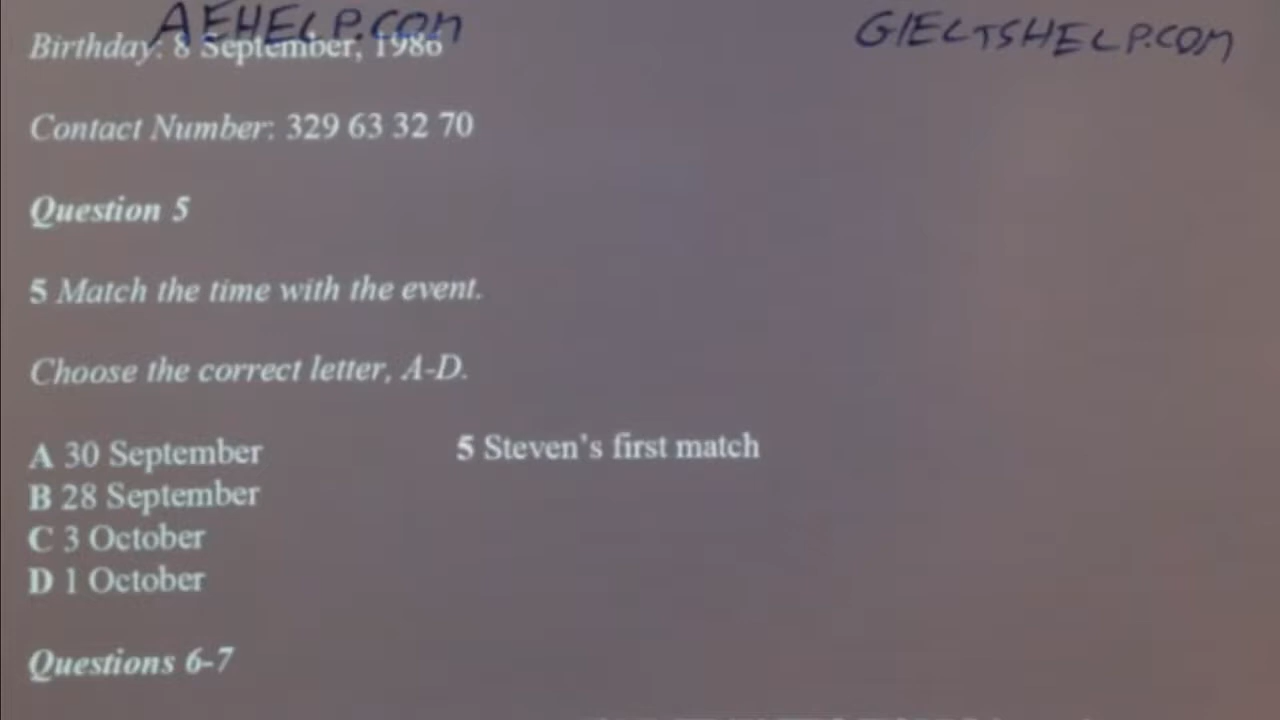 AEHELP.COM
GIELTSHELP.COM
Birthday: 8 September, 1986
Contact Number: 329 63 32 70
Question 5
5 Match the time with the event.
Choose the correct letter, A-D.
A 30 September
5 Steven's first match
B 28 September
C 3 October
D 1 October
Questions 6-7